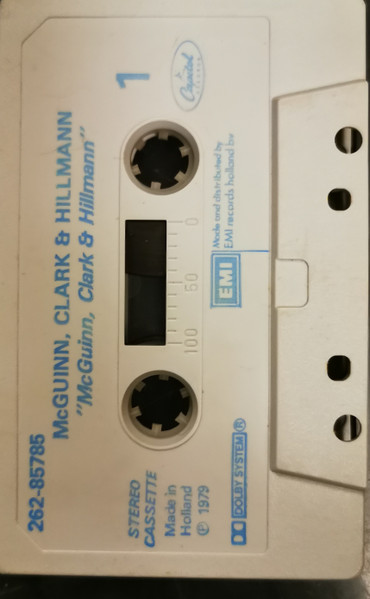 262-85785
McGUINN, CLARK & HILLMANN
"McGuinn, Clark & Hillmann"
STEREO
CASSETTE
Made in
Holland
Ⓟ 1979
1
100 50 0
Capitol
RECORDS
DOLBY SYSTEM ®
EMI
Made and distributed by
EMI records holland bv